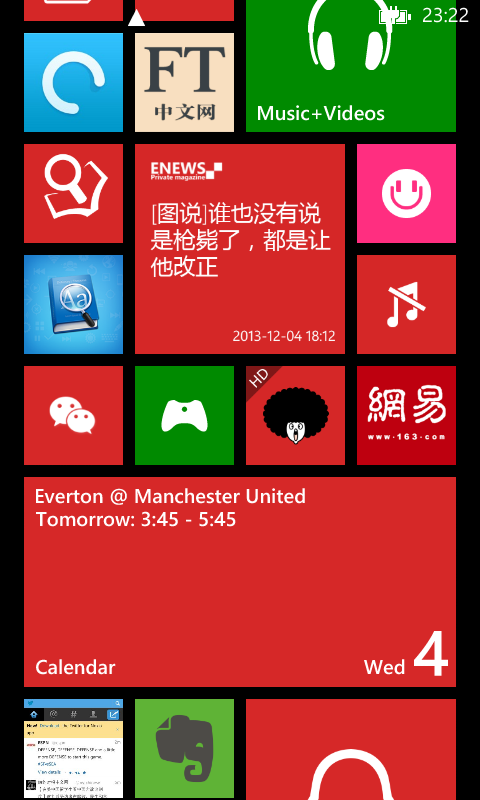 23:22
FT
中文网
Music+Videos
ENEWS
Private magazine
[图说]谁也没有说
是枪毙了，都是让
他改正
2013-12-04 18:12
Aa
HD
網易
www.163.com
Everton @ Manchester United
Tomorrow: 3:45 - 5:45
Calendar
Wed 4